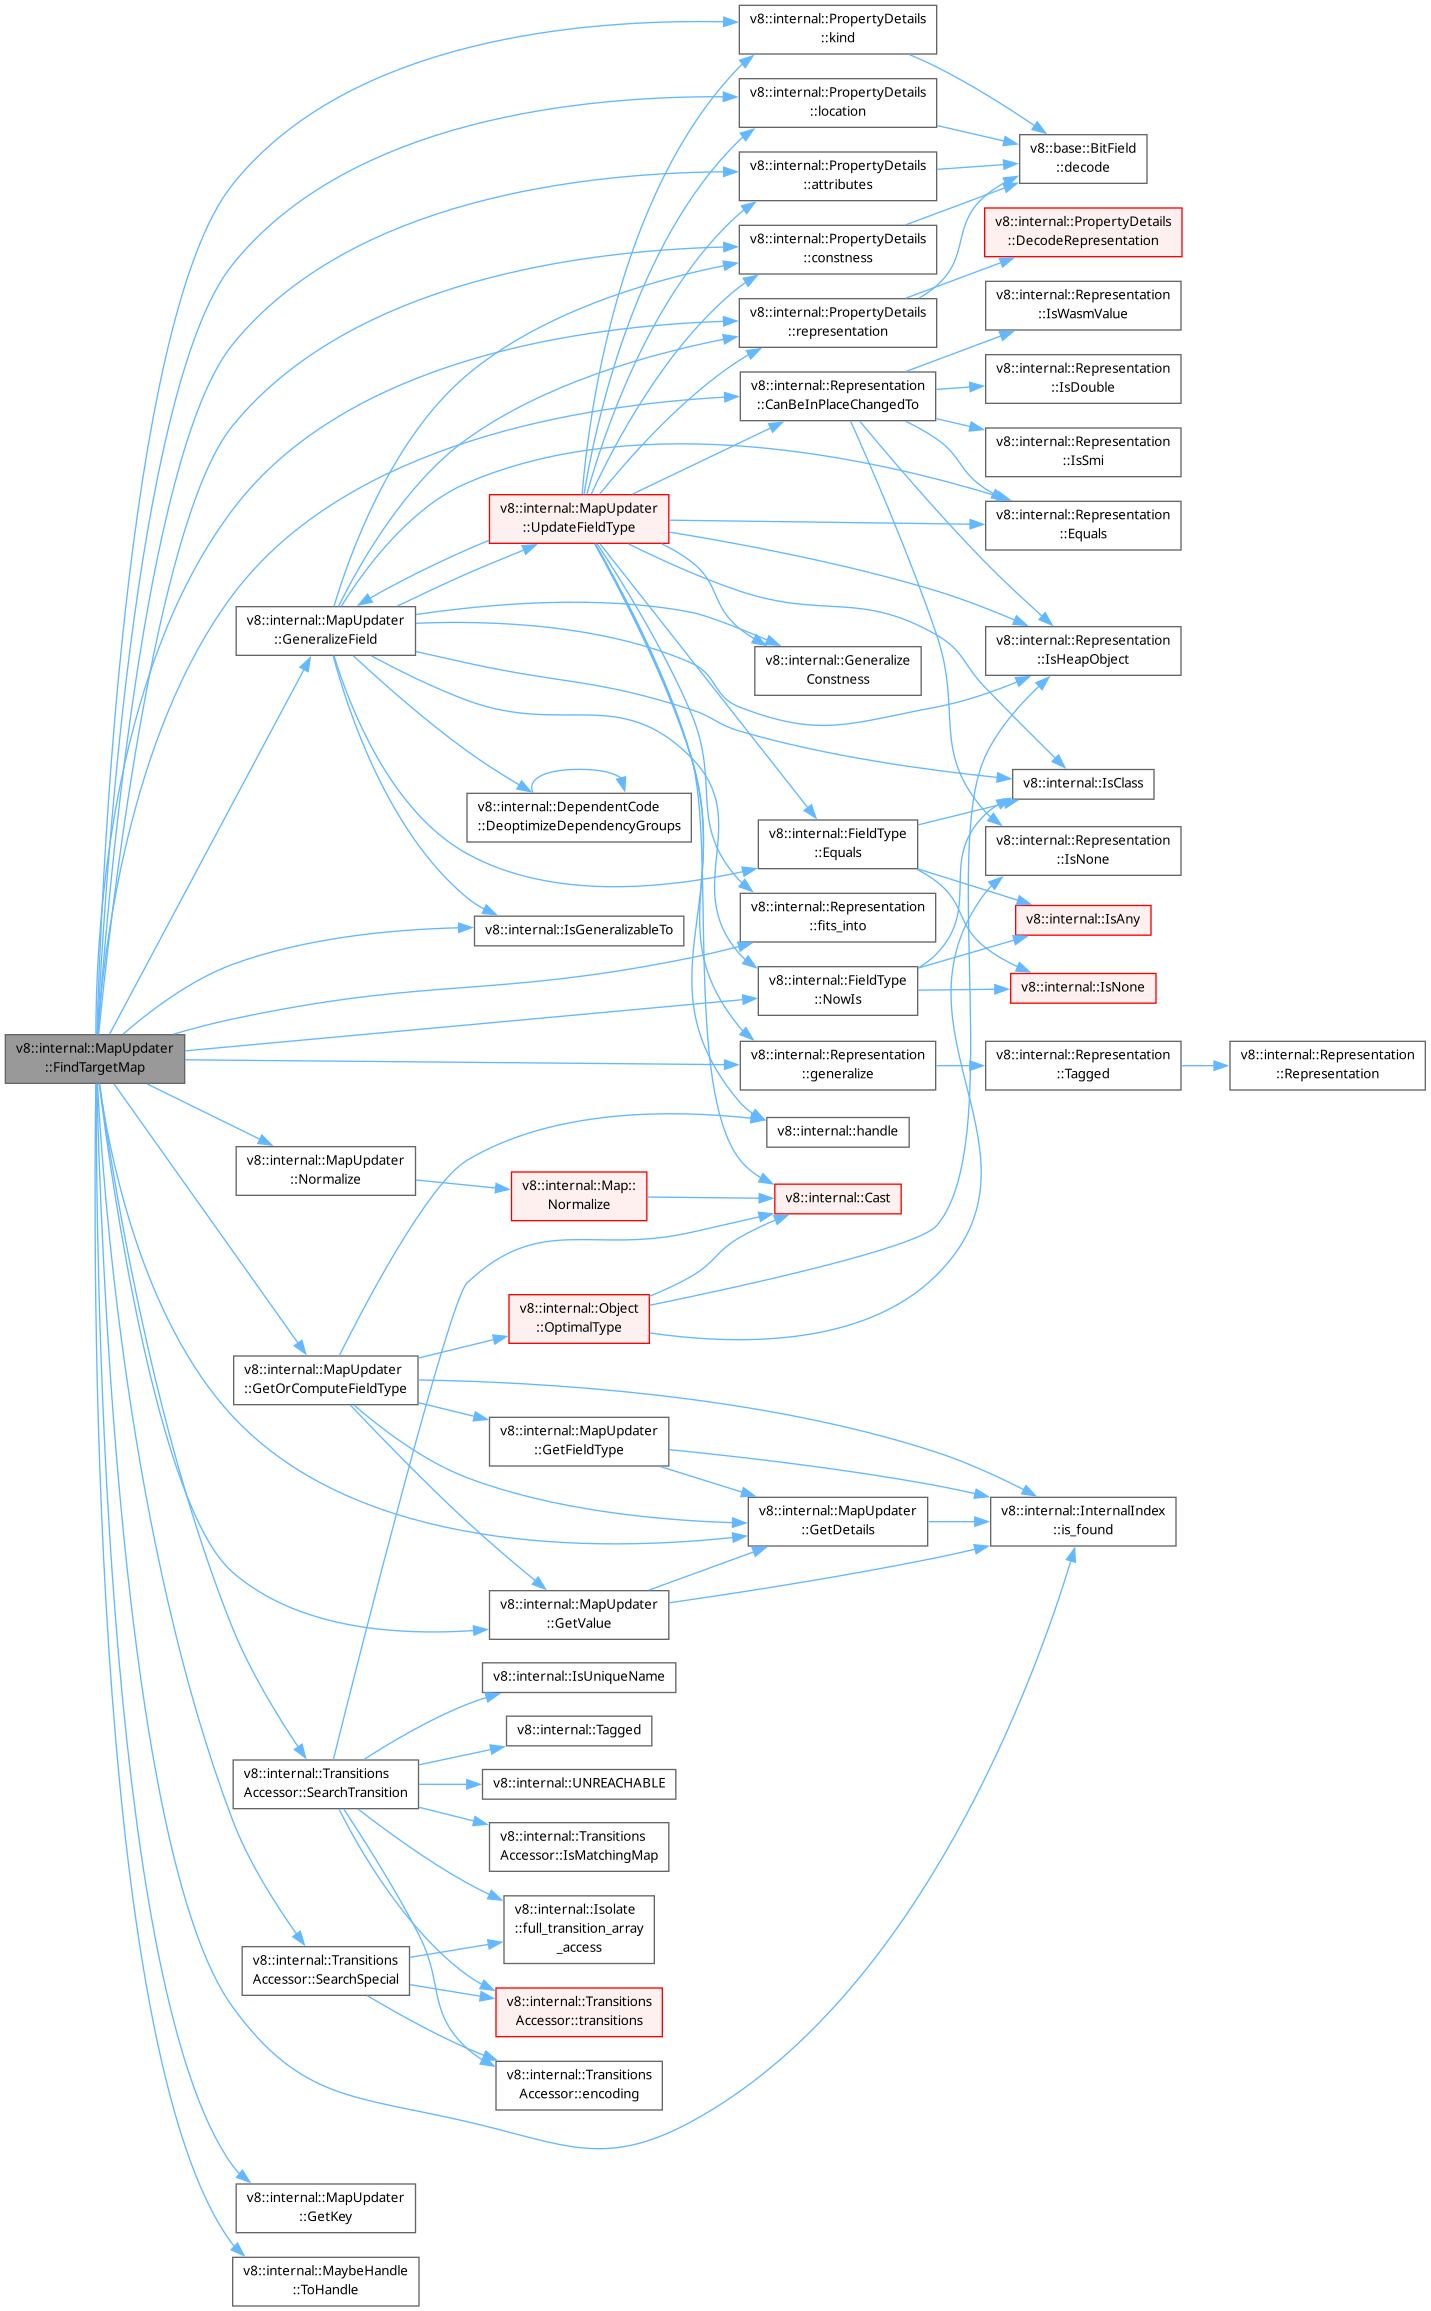 v8::internal::PropertyDetails
::kind
v8::internal::PropertyDetails
::location
v8::base::BitField
::decode
v8::internal::PropertyDetails
::attributes
v8::internal::PropertyDetails
::DecodeRepresentation
v8::internal::PropertyDetails
::constness
v8::internal::Representation
::IsWasmValue
v8::internal::PropertyDetails
::representation
v8::internal::Representation
::IsDouble
v8::internal::Representation
::CanBeInPlaceChangedTo
v8::internal::Representation
::IsSmi
v8::internal::MapUpdater
::UpdateFieldType
v8::internal::Representation
::Equals
v8::internal::MapUpdater
::GeneralizeField
v8::internal::Representation
::IsHeapObject
v8::internal::Generalize
Constness
v8::internal::IsClass
v8::internal::DependentCode
::DeoptimizeDependencyGroups
v8::internal::FieldType
::Equals
v8::internal::Representation
::IsNone
v8::internal::Representation
::fits_into
v8::internal::IsAny
v8::internal::IsGeneralizableTo
v8::internal::FieldType
::NowIs
v8::internal::IsNone
v8::internal::MapUpdater
::FindTargetMap
v8::internal::Representation
::generalize
v8::internal::Representation
::Tagged
v8::internal::Representation
::Representation
v8::internal::handle
v8::internal::MapUpdater
::Normalize
v8::internal::Map::
Normalize
v8::internal::Cast
v8::internal::Object
::OptimalType
v8::internal::MapUpdater
::GetOrComputeFieldType
v8::internal::MapUpdater
::GetFieldType
v8::internal::MapUpdater
::GetDetails
v8::internal::InternalIndex
::is_found
v8::internal::MapUpdater
::GetValue
v8::internal::IsUniqueName
v8::internal::Tagged
v8::internal::Transitions
Accessor::SearchTransition
v8::internal::UNREACHABLE
v8::internal::Transitions
Accessor::IsMatchingMap
v8::internal::Isolate
::full_transition_array
_access
v8::internal::Transitions
Accessor::SearchSpecial
v8::internal::Transitions
Accessor::transitions
v8::internal::Transitions
Accessor::encoding
v8::internal::MapUpdater
::GetKey
v8::internal::MaybeHandle
::ToHandle